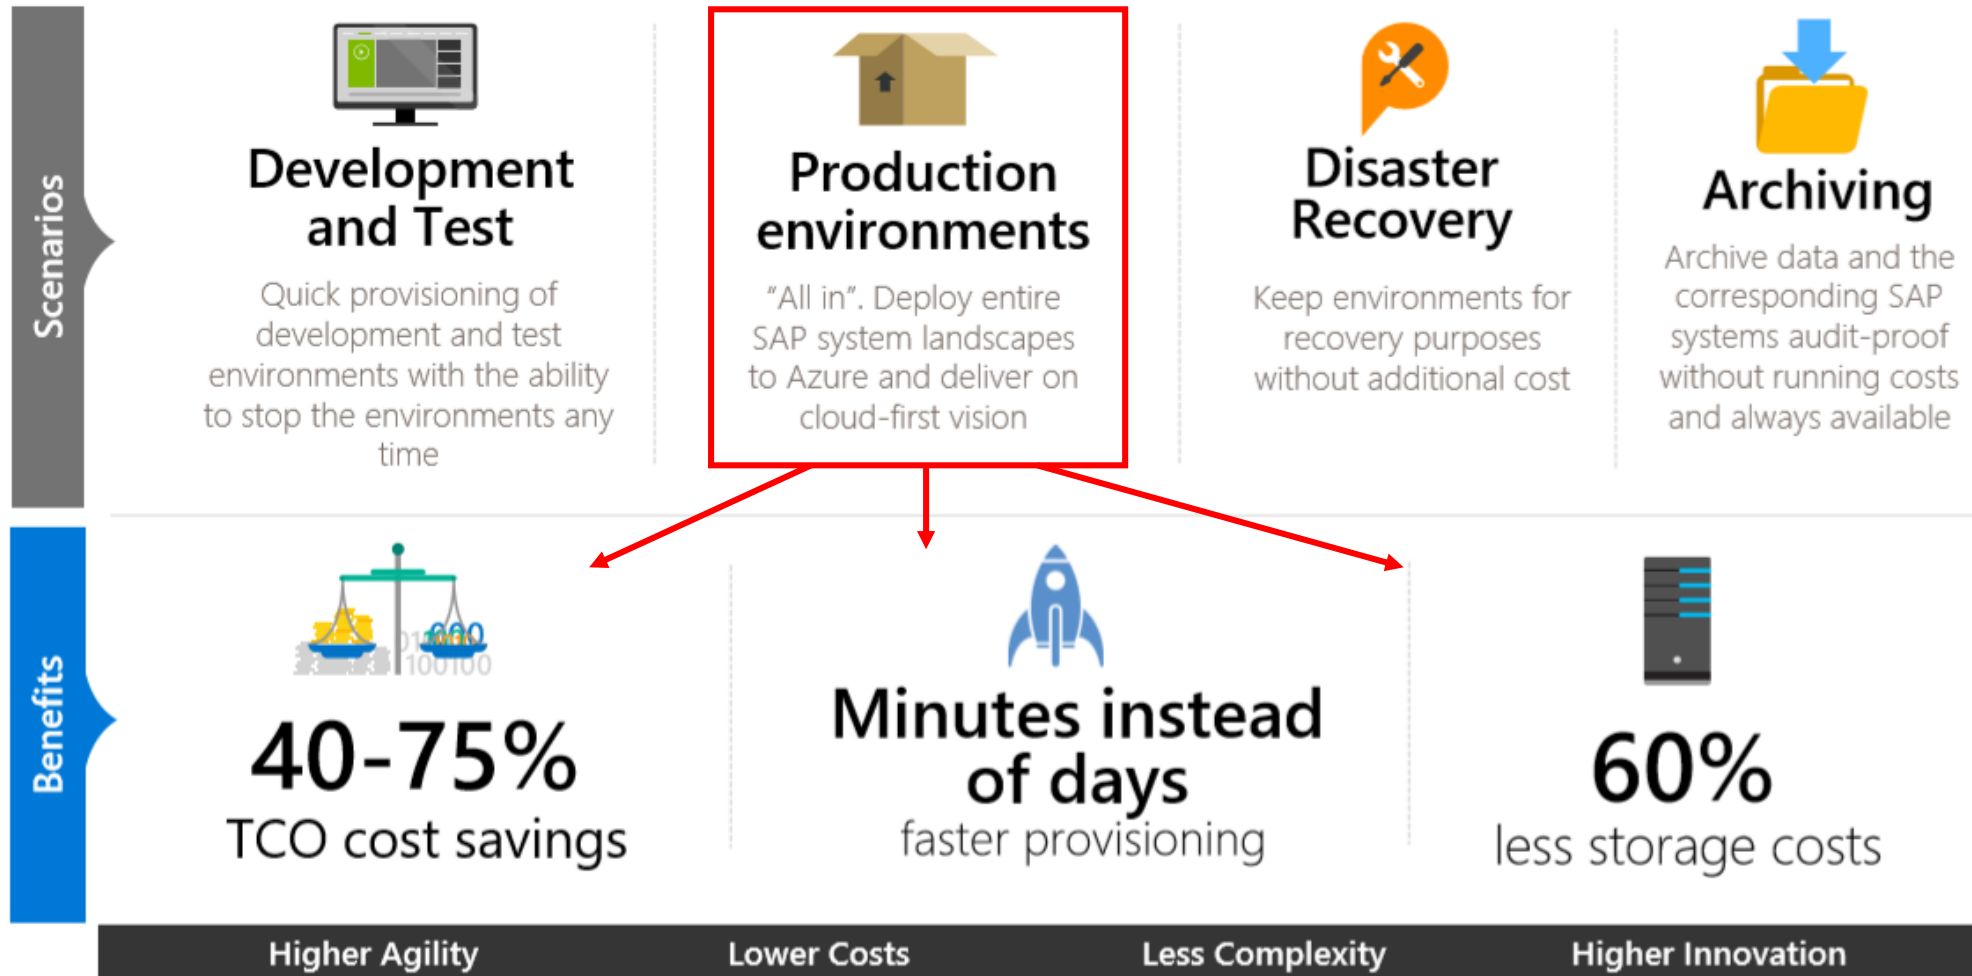 Scenarios
Development
and Test
Quick provisioning of
development and test
environments with the ability
to stop the environments any
time
Production
environments
"All in". Deploy entire
SAP system landscapes
to Azure and deliver on
cloud-first vision
Disaster
Recovery
Keep environments for
recovery purposes
without additional cost
Archiving
Archive data and the
corresponding SAP
systems audit-proof
without running costs
and always available
Benefits
40-75%
TCO cost savings
Minutes instead
of days
faster provisioning
60%
less storage costs
Higher Agility
Lower Costs
Less Complexity
Higher Innovation